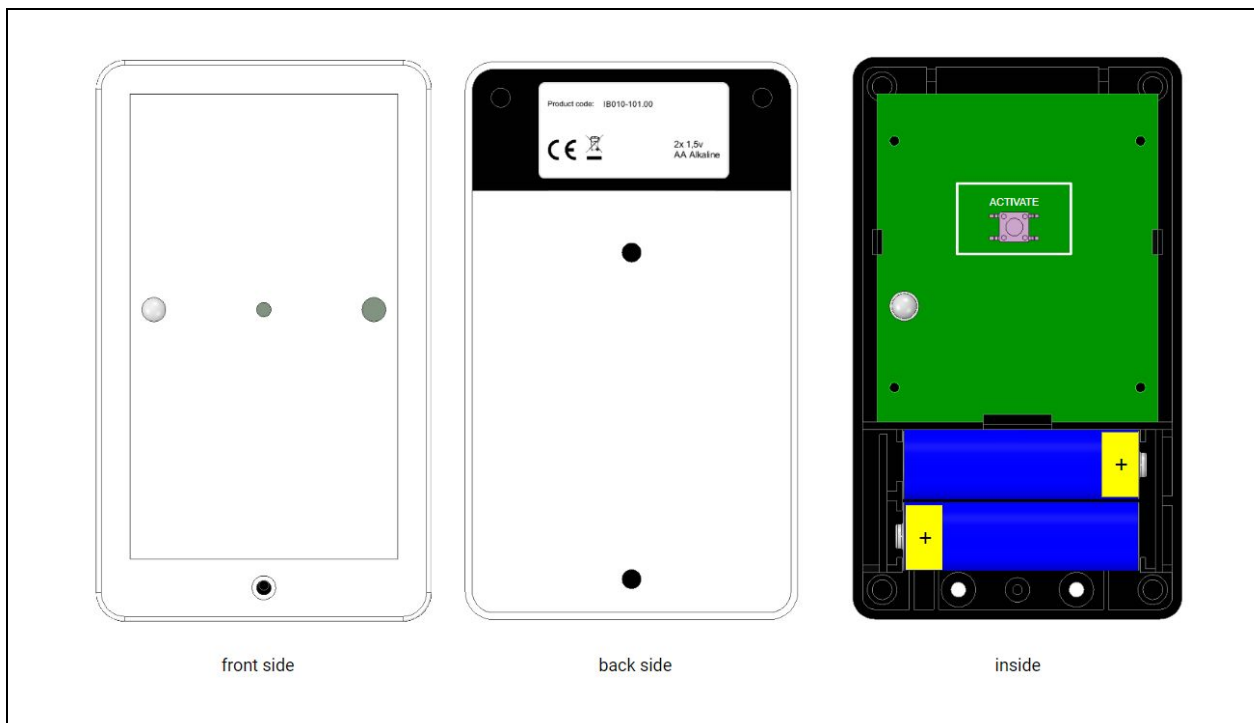 Product code: IB010-101.00
CE
2x 1,5v
AA Alkaline
ACTIVATE
+
+
front side
back side
inside